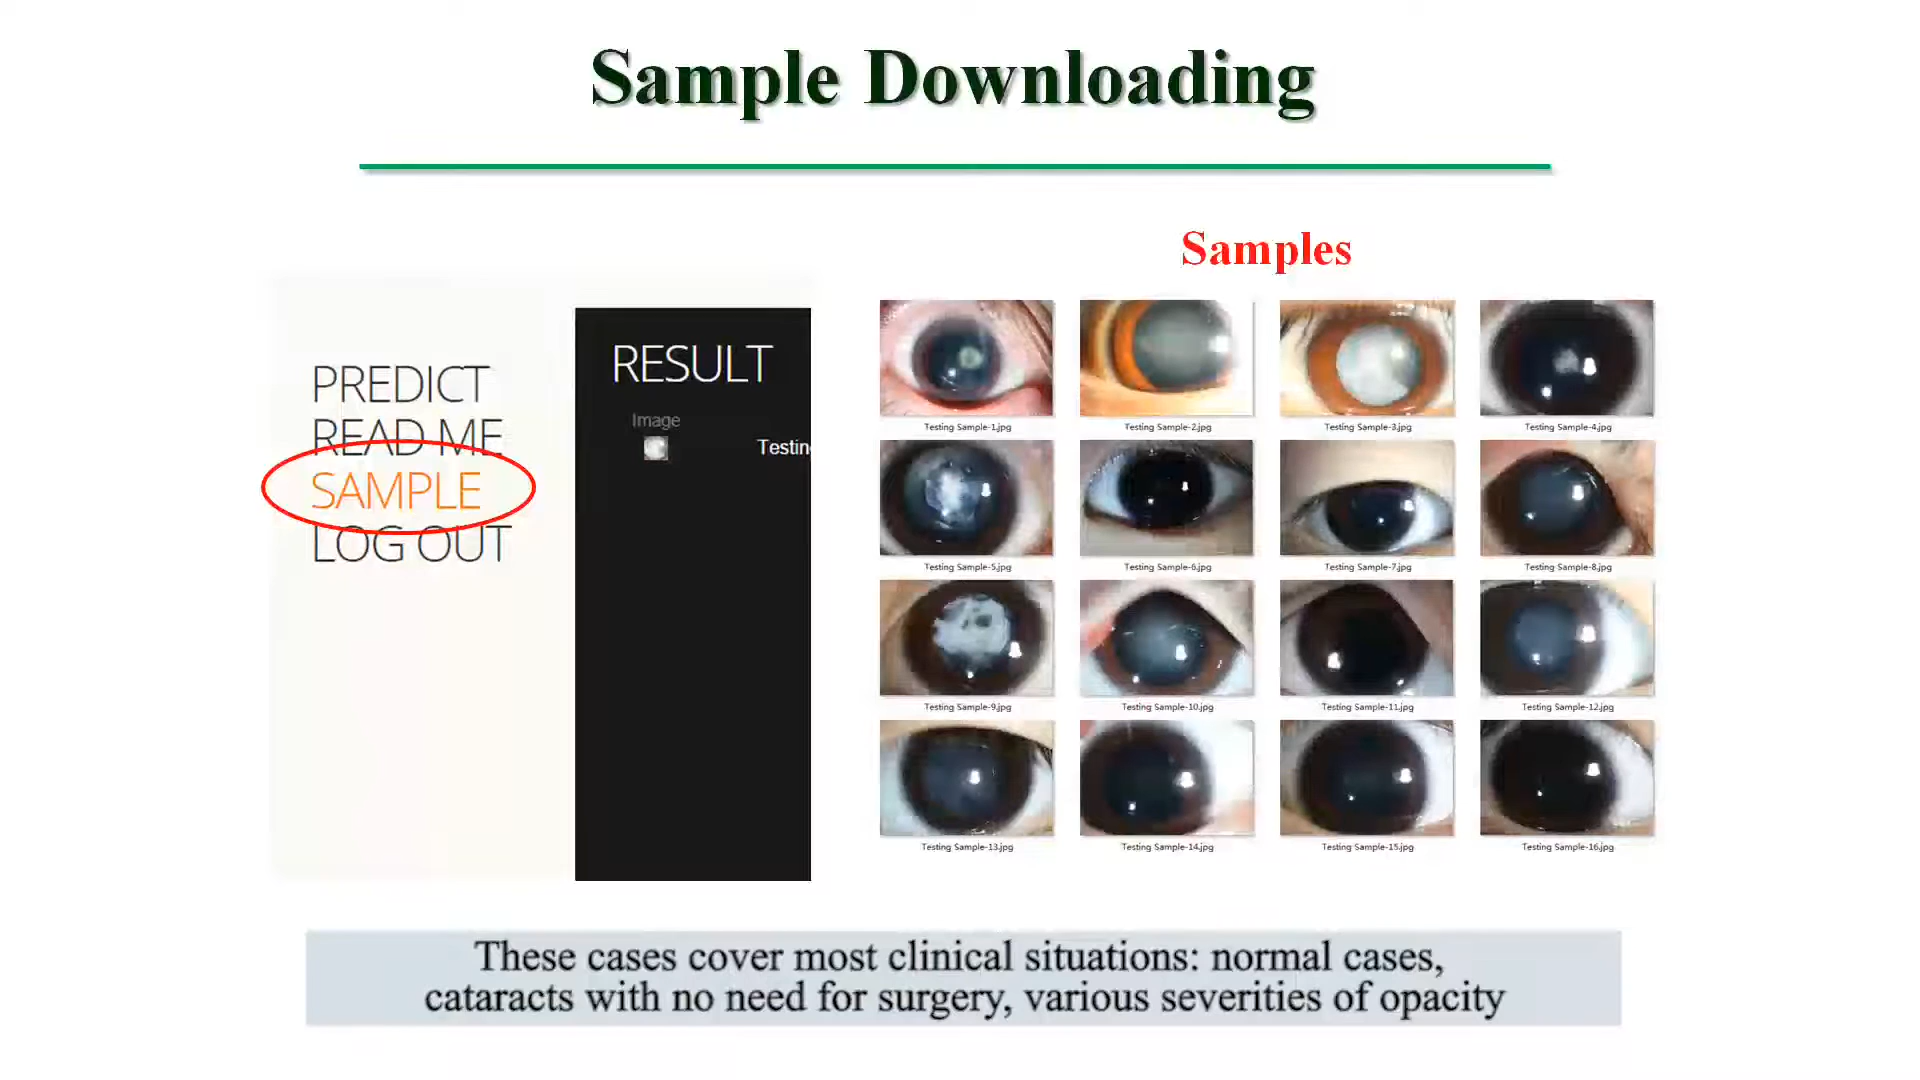 Sample Downloading
Samples
PREDICT
READ ME
SAMPLE
LOG OUT
RESULT
Image
Testin
Testing Sample-1.jpg
Testing Sample-2.jpg
Testing Sample-3.jpg
Testing Sample-4.jpg
Testing Sample-5.jpg
Testing Sample-6.jpg
Testing Sample-7.jpg
Testing Sample-8.jpg
Testing Sample-9.jpg
Testing Sample-10.jpg
Testing Sample-11.jpg
Testing Sample-12.jpg
Testing Sample-13.jpg
Testing Sample-14.jpg
Testing Sample-15.jpg
Testing Sample-16.jpg
These cases cover most clinical situations: normal cases,
cataracts with no need for surgery, various severities of opacity